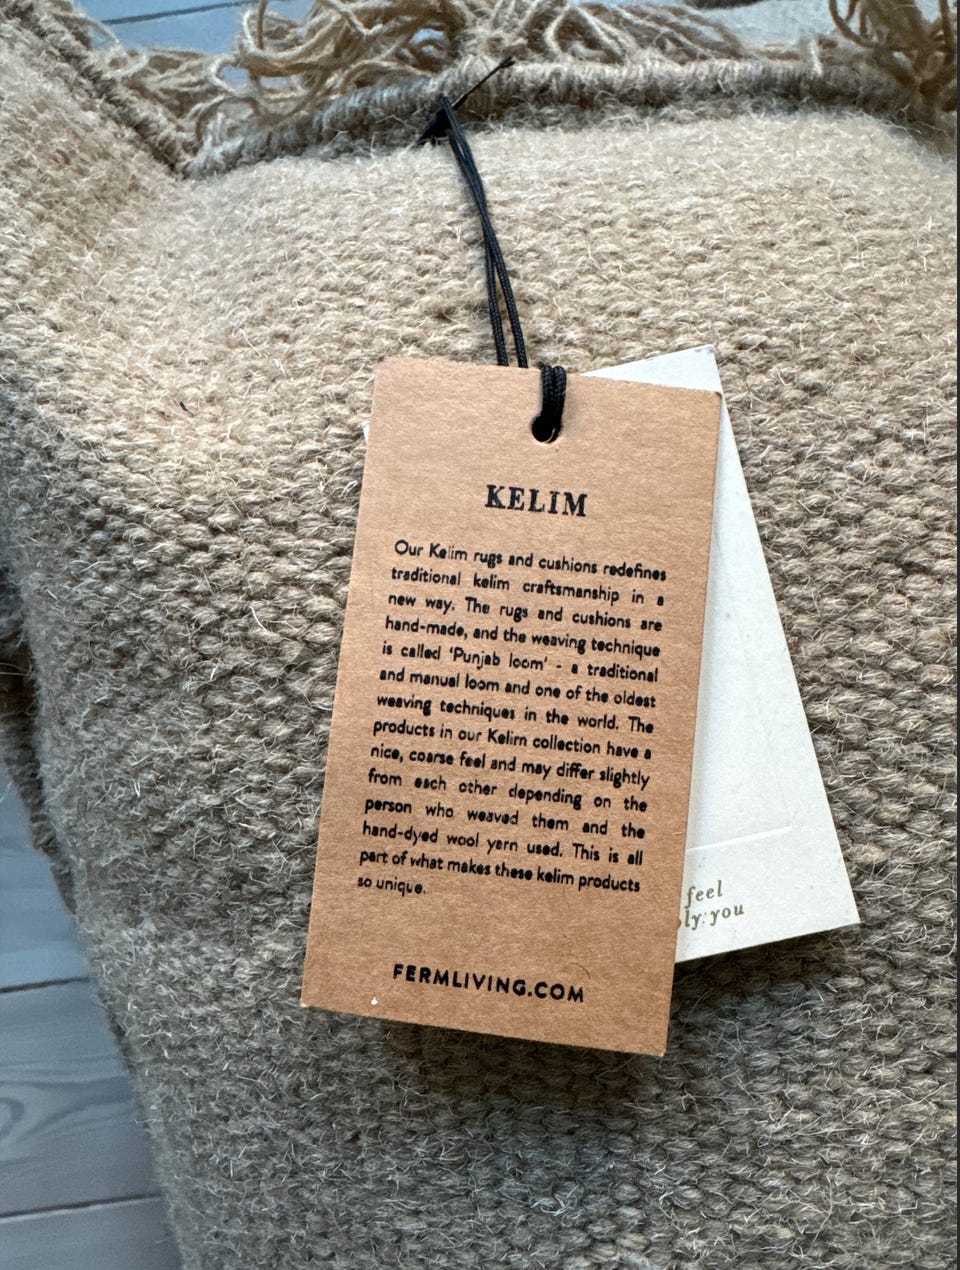 KELIM
Our Kelim rugs and cushions redefines
traditional kelim craftsmanship in a
new way. The rugs and cushions are
hand-made, and the weaving technique
is called ‘Punjab loom’ - a traditional
and manual loom and one of the oldest
weaving techniques in the world. The
products in our Kelim collection have a
nice, coarse feel and may differ slightly
from each other depending on the
person who weaved them and the
hand-dyed wool yarn used. This is all
part of what makes these kelim products
so unique.
FERMLIVING.COM
feel
you